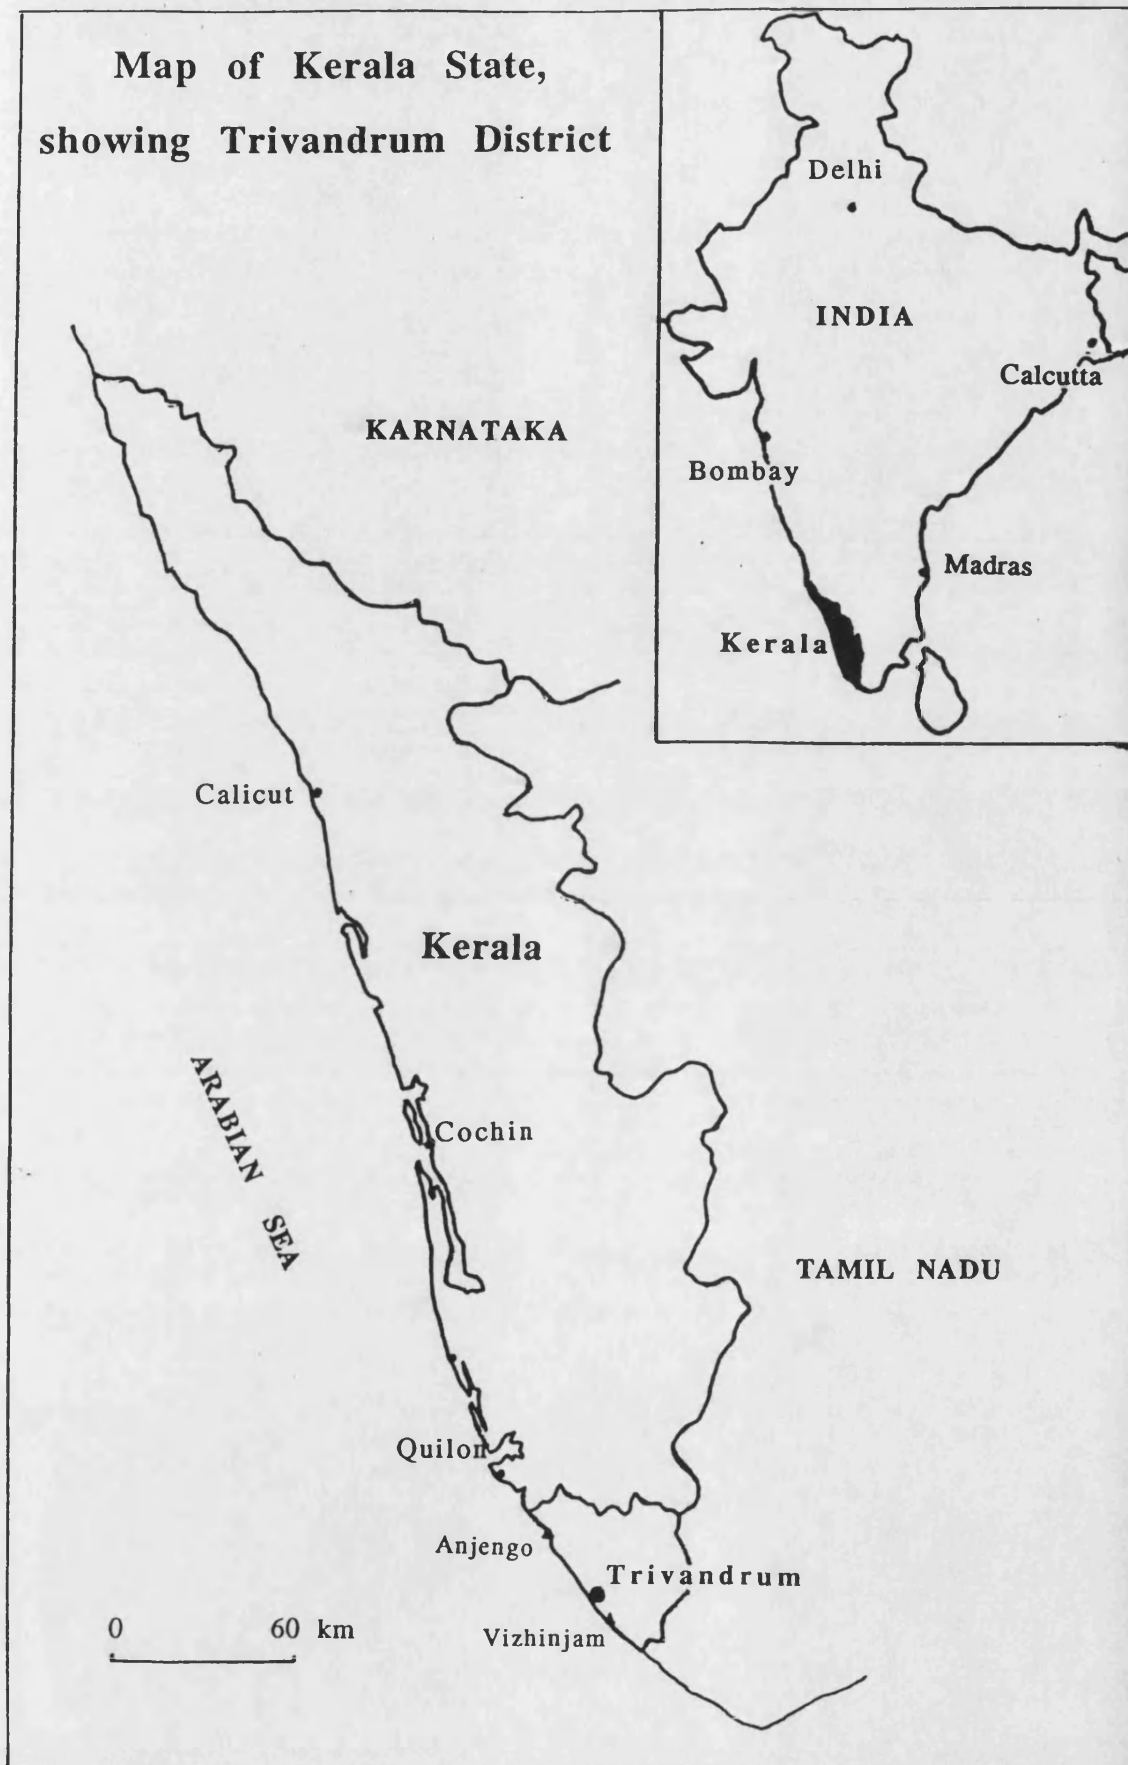 Map of Kerala State,
showing Trivandrum District
Delhi
INDIA
Calcutta
Bombay
Madras
Kerala
KARNATAKA
Calicut
Kerala
ARABIAN SEA
Cochin
TAMIL NADU
Quilon
Anjengo
Trivandrum
Vizhinjam
0 60 km